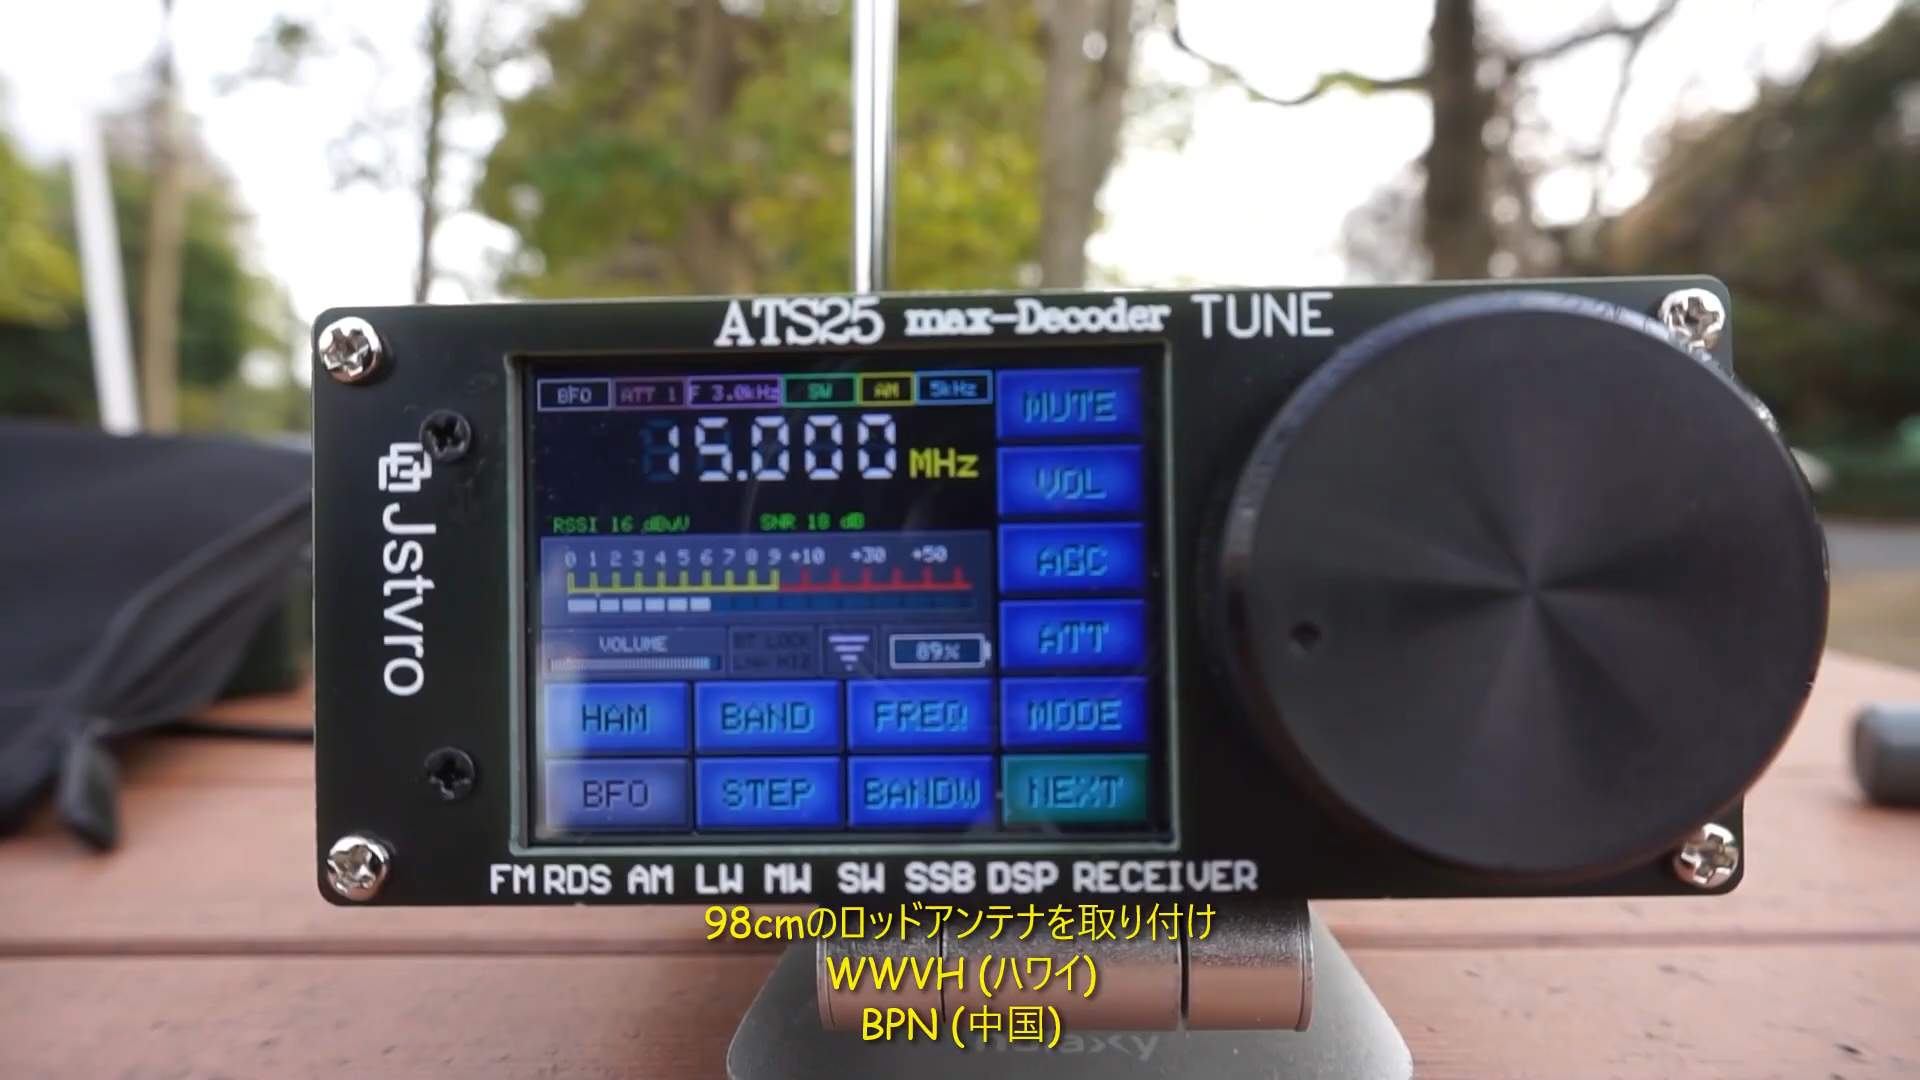 ATS25 max-Decoder TUNE
Jstvro
BFO ATT 1 F 3.0kHz SW AM 5kHz
15.000 MHz
RSSI 16 dBuV SNR 18 dB
0 1 2 3 4 5 6 7 8 9 +10 +30 +50
VOLUME
89%
MUTE
VOL
AGC
ATT
HAM BAND FREQ MODE
BFO STEP BANDW NEXT
FM RDS AM LW MW SW SSB DSP RECEIVER
98cmのロッドアンテナを取り付け
WWVH (ハワイ)
BPN (中国)